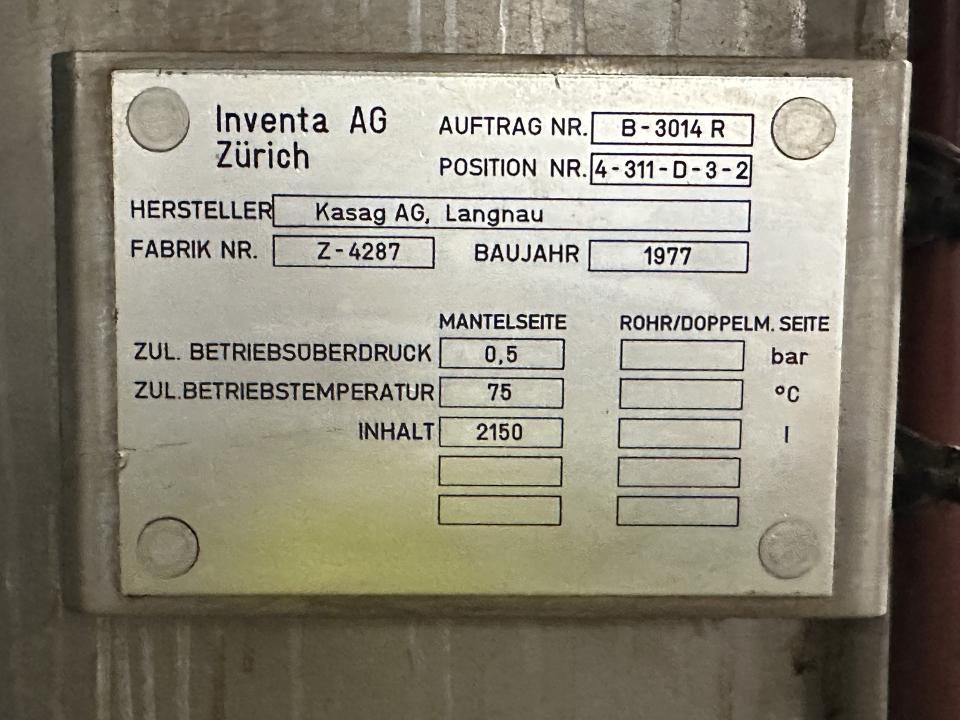 Inventa AG
Zürich
AUFTRAG NR. B-3014 R
POSITION NR. 4-311-D-3-2
HERSTELLER Kasag AG, Langnau
FABRIK NR. Z-4287 BAUJAHR 1977
MANTELSEITE ROHR/DOPPELM. SEITE
ZUL. BETRIEBSÜBERDRUCK 0,5 bar
ZUL.BETRIEBSTEMPERATUR 75 °C
INHALT 2150 l